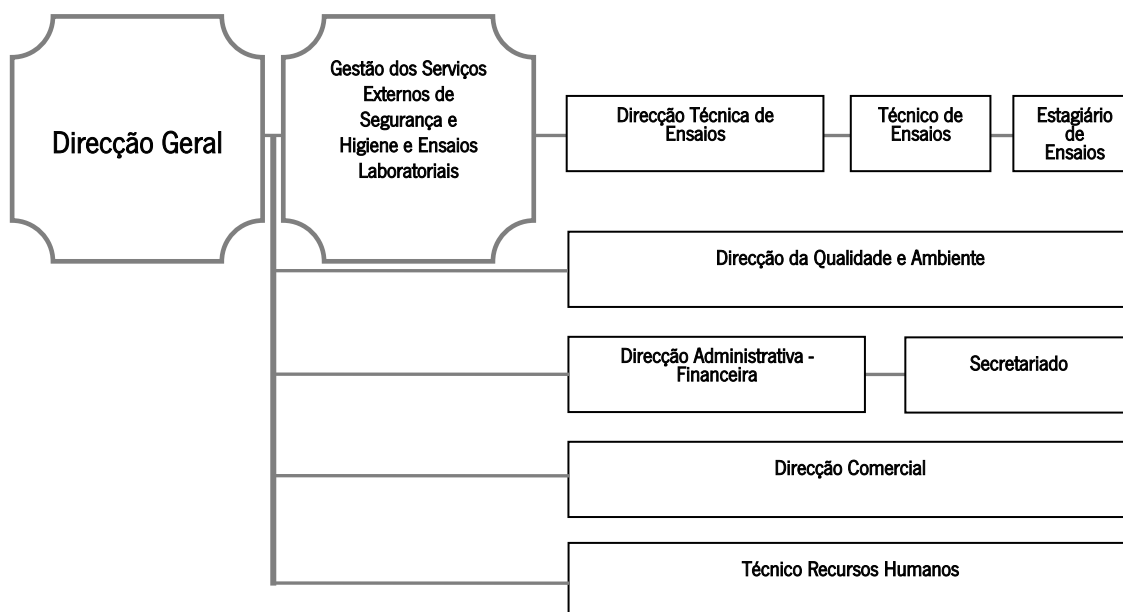 Direcção Geral
Gestão dos Serviços
Externos de
Segurança e
Higiene e Ensaios
Laboratoriais
Direcção Técnica de
Ensaios
Técnico de
Ensaios
Estagiário
de
Ensaios
Direcção da Qualidade e Ambiente
Direcção Administrativa -
Financeira
Secretariado
Direcção Comercial
Técnico Recursos Humanos